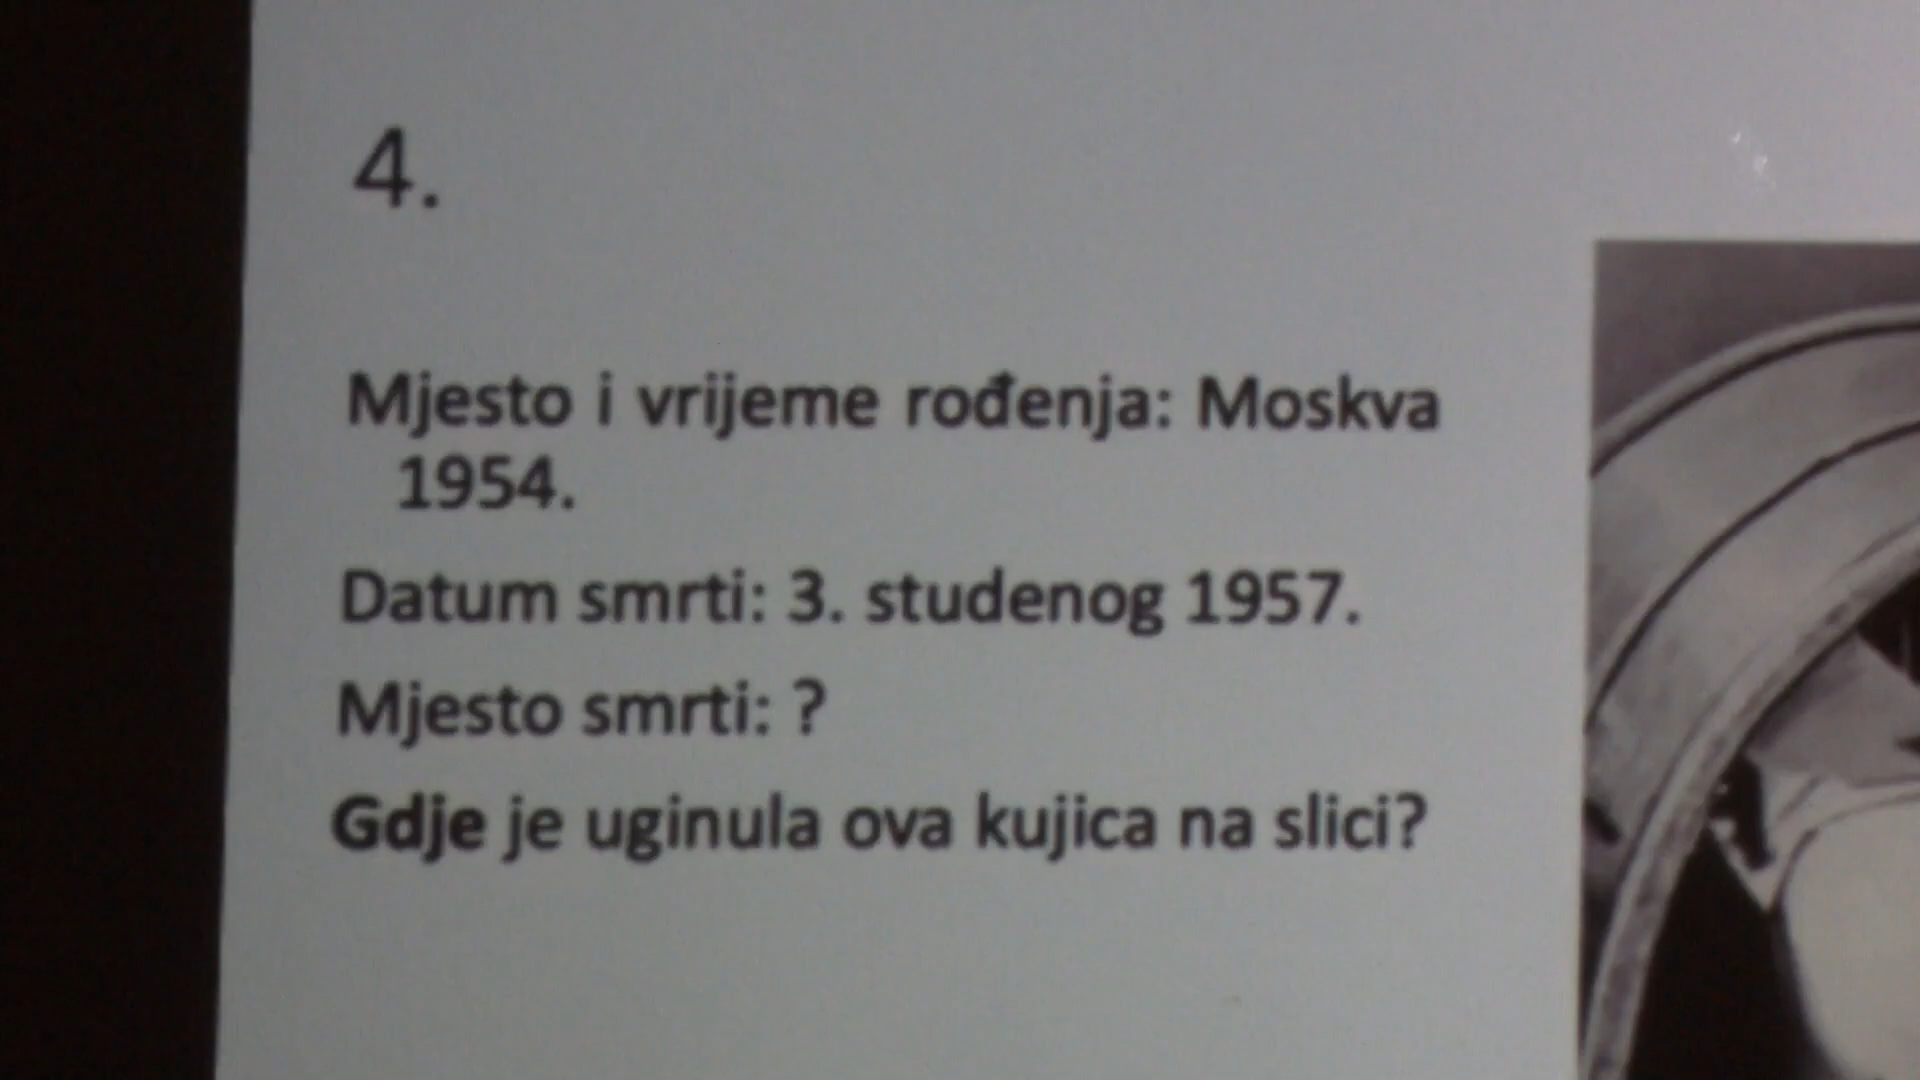 4.
Mjesto i vrijeme rođenja: Moskva
1954.
Datum smrti: 3. studenog 1957.
Mjesto smrti: ?
Gdje je uginula ova kujica na slici?